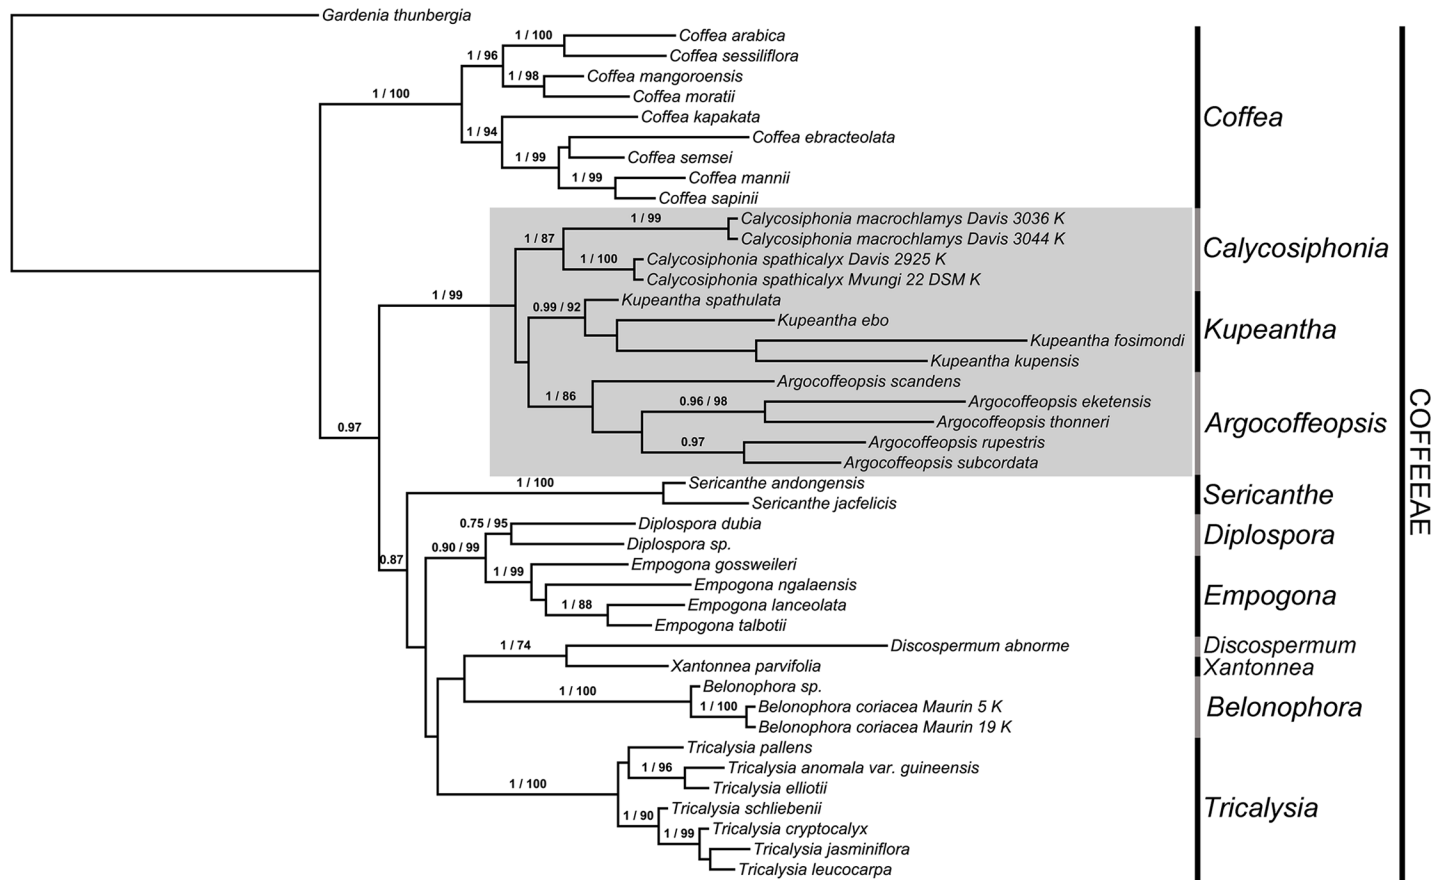 Gardenia thunbergia
Coffea arabica
1 / 100
Coffea sessiliflora
1 / 96
Coffea mangoroensis
1 / 98
Coffea moratii
1 / 100
Coffea kapakata
Coffea
1 / 94
Coffea ebracteolata
Coffea semsei
1 / 99
Coffea mannii
1 / 99
Coffea sapinii
Calycosiphonia macrochlamys Davis 3036 K
1 / 99
Calycosiphonia macrochlamys Davis 3044 K
1 / 87
Calycosiphonia
Calycosiphonia spathicalyx Davis 2925 K
1 / 100
Calycosiphonia spathicalyx Mvungi 22 DSM K
1 / 99
Kupeantha spathulata
0.99 / 92
Kupeantha ebo
Kupeantha
Kupeantha fosimondi
Kupeantha kupensis
Argocoffeopsis scandens
1 / 86
Argocoffeopsis eketensis
0.96 / 98
Argocoffeopsis thonneri
Argocoffeopsis
0.97
Argocoffeopsis rupestris
0.97
Argocoffeopsis subcordata
COFFEEAE
Sericanthe andongensis
1 / 100
Sericanthe
Sericanthe jacfelicis
Diplospora dubia
0.75 / 95
Diplospora
Diplospora sp.
0.90 / 99
0.87
Empogona gossweileri
1 / 99
Empogona ngalaensis
Empogona
Empogona lanceolata
1 / 88
Empogona talbotii
Discospermum abnorme
1 / 74
Discospermum
Xantonnea parvifolia
Xantonnea
Belonophora sp.
1 / 100
Belonophora coriacea Maurin 5 K
1 / 100
Belonophora
Belonophora coriacea Maurin 19 K
Tricalysia pallens
Tricalysia anomala var. guineensis
1 / 96
Tricalysia elliotii
1 / 100
Tricalysia schliebenii
1 / 90
Tricalysia
Tricalysia cryptocalyx
1 / 99
Tricalysia jasminiflora
Tricalysia leucocarpa